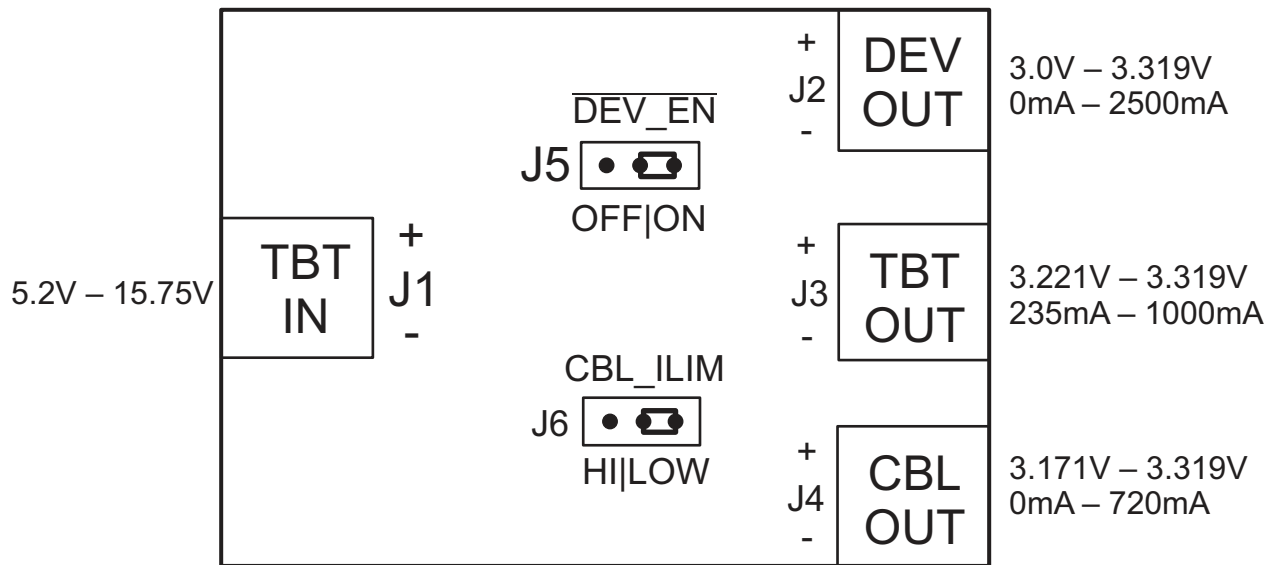 +
J2
-
DEV
OUT
3.0V – 3.319V
0mA – 2500mA
DEV_EN
J5
OFF|ON
5.2V – 15.75V
TBT
IN
+
J1
-
+
J3
-
TBT
OUT
3.221V – 3.319V
235mA – 1000mA
CBL_ILIM
J6
HI|LOW
+
J4
-
CBL
OUT
3.171V – 3.319V
0mA – 720mA